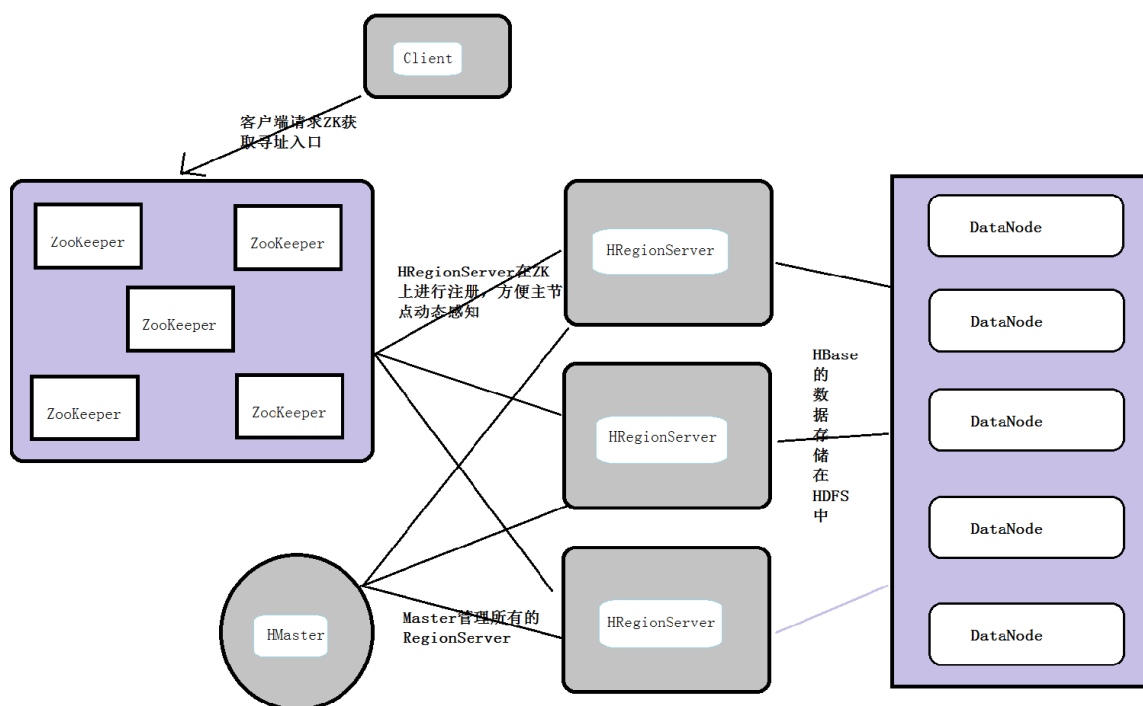 Client
客户端请求ZK获
取寻址入口
ZooKeeper
ZooKeeper
ZooKeeper
ZooKeeper
ZooKeeper
HRegionServer在ZK
上进行注册，方便主节
点动态感知
HRegionServer
HRegionServer
HRegionServer
HMaster
Master管理所有的
RegionServer
HBase
的
数
据
存
储
在
HDFS
中
DataNode
DataNode
DataNode
DataNode
DataNode